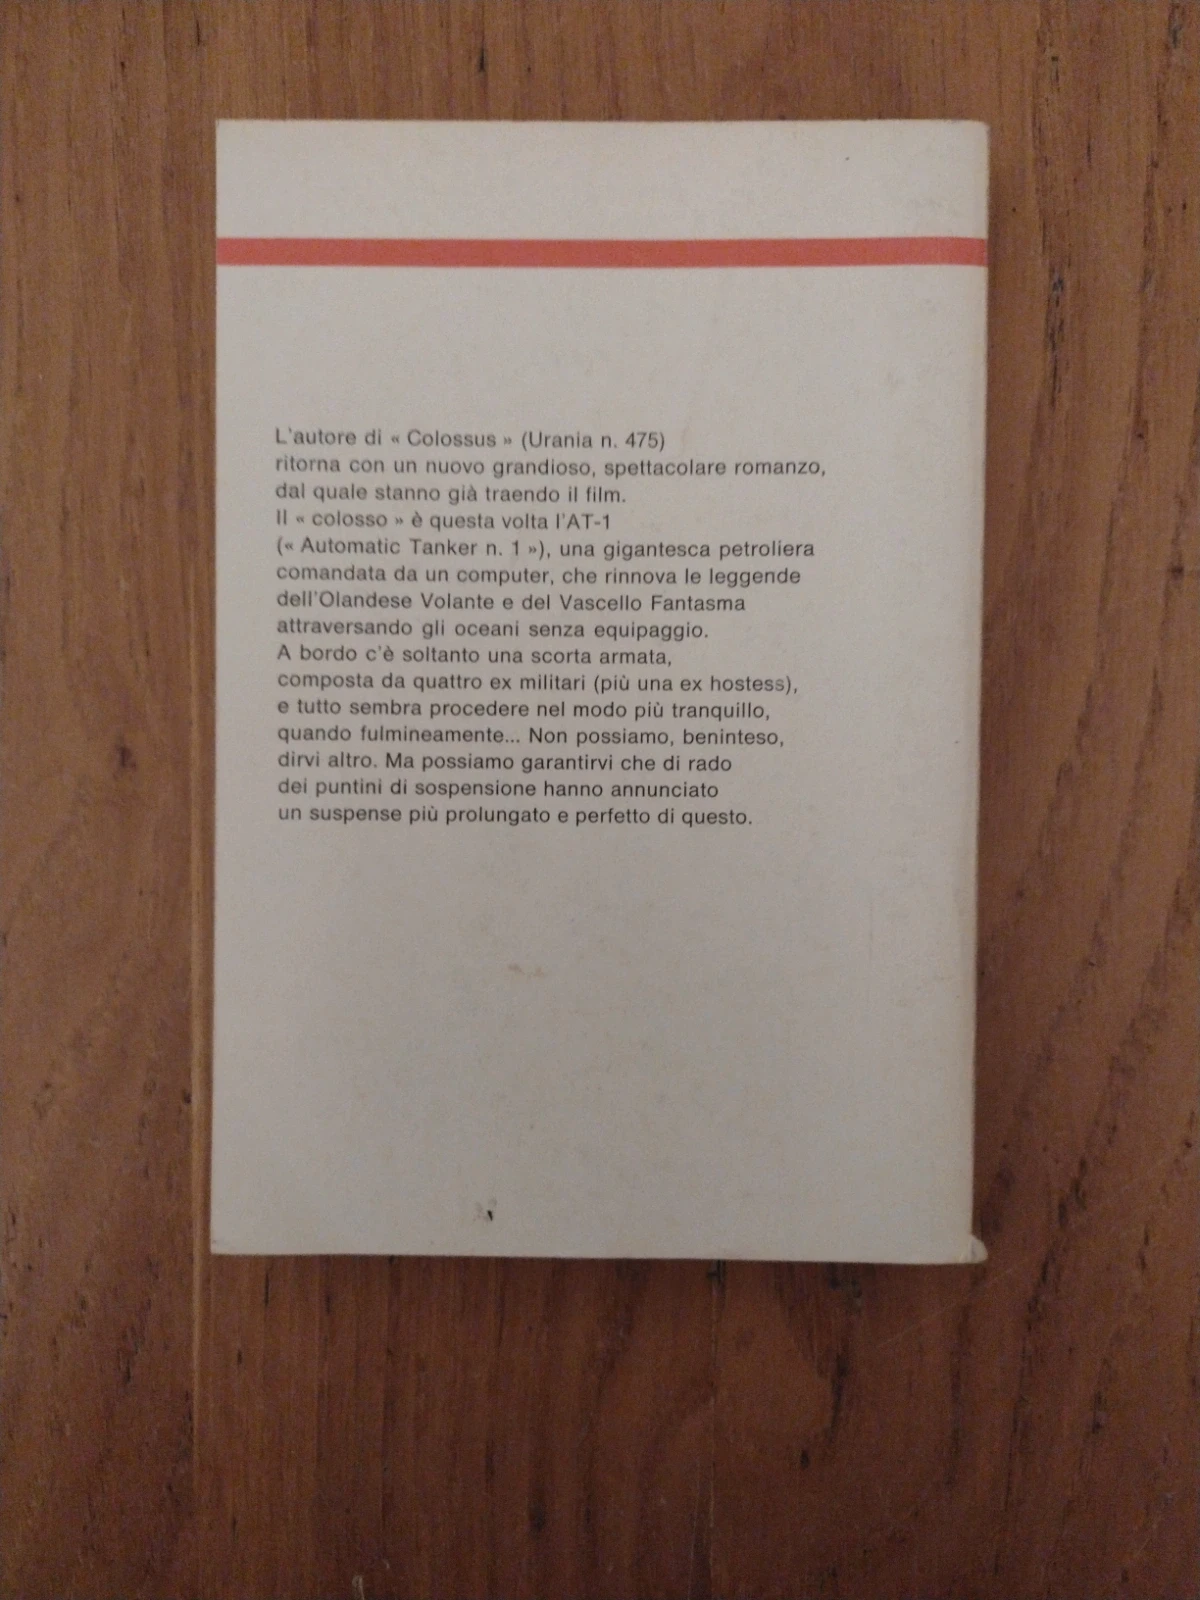 L'autore di « Colossus » (Urania n. 475)
ritorna con un nuovo grandioso, spettacolare romanzo,
dal quale stanno già traendo il film.
Il « colosso » è questa volta l'AT-1
(« Automatic Tanker n. 1 »), una gigantesca petroliera
comandata da un computer, che rinnova le leggende
dell'Olandese Volante e del Vascello Fantasma
attraversando gli oceani senza equipaggio.
A bordo c'è soltanto una scorta armata,
composta da quattro ex militari (più una ex hostess),
e tutto sembra procedere nel modo più tranquillo,
quando fulmineamente... Non possiamo, beninteso,
dirvi altro. Ma possiamo garantirvi che di rado
dei puntini di sospensione hanno annunciato
un suspense più prolungato e perfetto di questo.